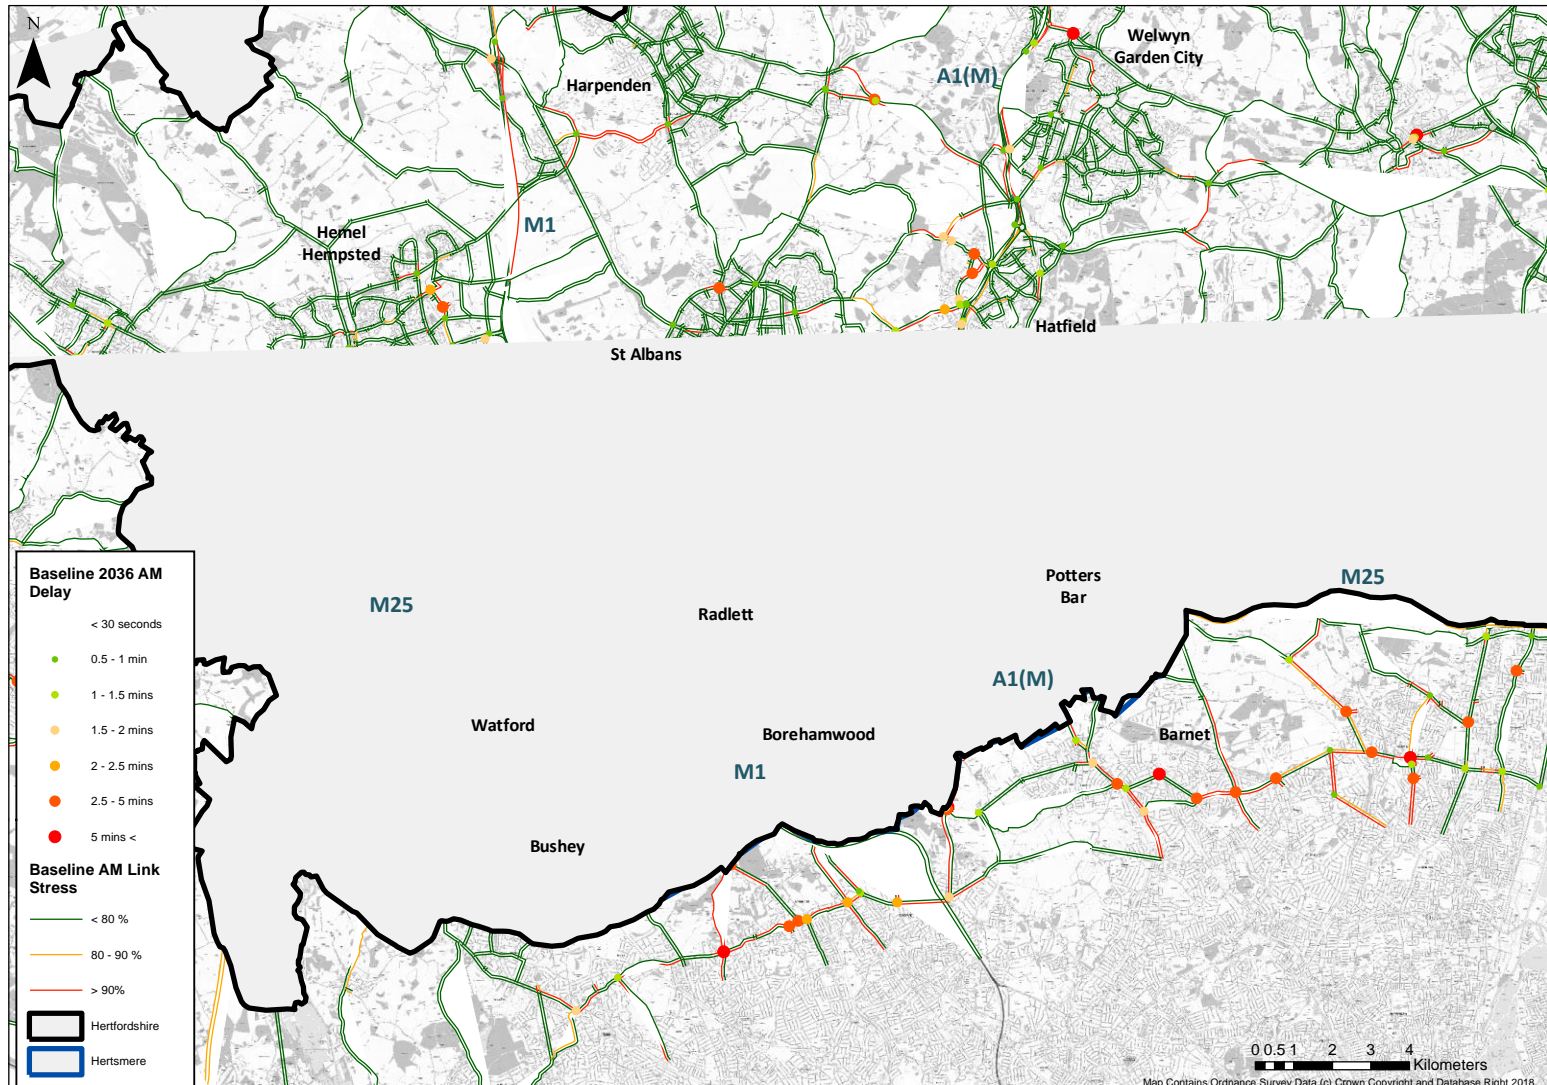 N
Welwyn
Garden City
A1(M)
Harpenden
M1
Hemel
Hempsted
Hatfield
St Albans
M25
Potters
Bar
M25
Radlett
A1(M)
Watford
Borehamwood
Barnet
M1
Bushey
Baseline 2036 AM
Delay
< 30 seconds
0.5 - 1 min
1 - 1.5 mins
1.5 - 2 mins
2 - 2.5 mins
2.5 - 5 mins
5 mins <
Baseline AM Link
Stress
< 80 %
80 - 90 %
> 90%
Hertfordshire
Hertsmere
0 0.5 1 2 3 4
Kilometers
Map Contains Ordnance Survey Data (c) Crown Copyright and Database Right 2018